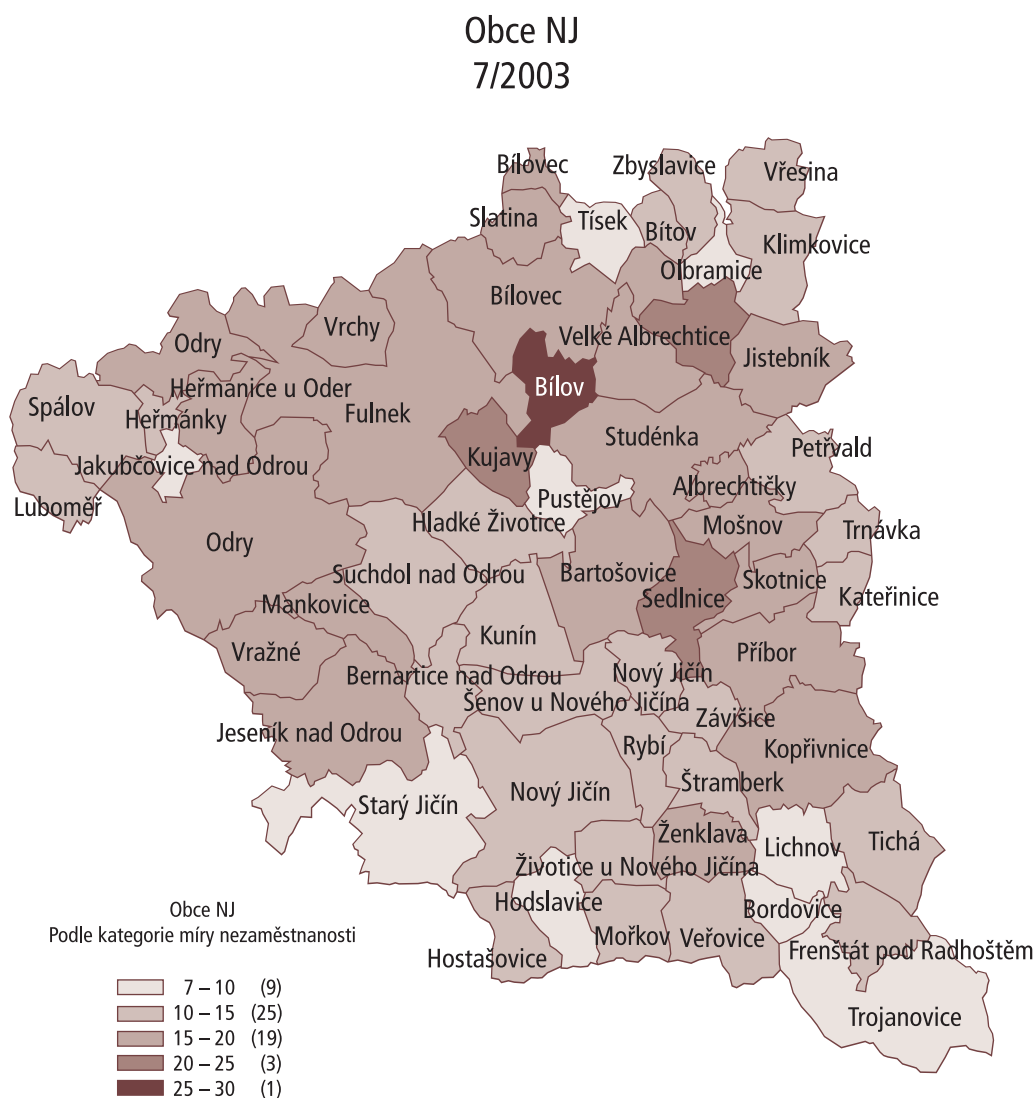 Obce NJ
7/2003
Bílovec
Zbyslavice
Vřesina
Slatina
Tísek
Bítov
Klimkovice
Olbramice
Bílovec
Vrchy
Odry
Velké Albrechtice
Jistebník
Heřmanice u Oder
Bílov
Spálov
Heřmánky
Fulnek
Studénka
Petřvald
Jakubčovice nad Odrou
Kujavy
Albrechtičky
Luboměř
Pustějov
Hladké Životice
Mošnov
Trnávka
Odry
Suchdol nad Odrou
Bartošovice
Skotnice
Mankovice
Sedlnice
Kateřinice
Kunín
Vražné
Příbor
Bernartice nad Odrou
Nový Jičín
Šenov u Nového Jičína
Závišice
Jeseník nad Odrou
Rybí
Kopřivnice
Štramberk
Starý Jičín
Nový Jičín
Ženklava
Lichnov
Tichá
Životice u Nového Jičína
Hodslavice
Bordovice
Mořkov
Veřovice
Hostašovice
Frenštát pod Radhoštěm
Trojanovice
Obce NJ
Podle kategorie míry nezaměstnanosti
7 – 10 (9)
10 – 15 (25)
15 – 20 (19)
20 – 25 (3)
25 – 30 (1)